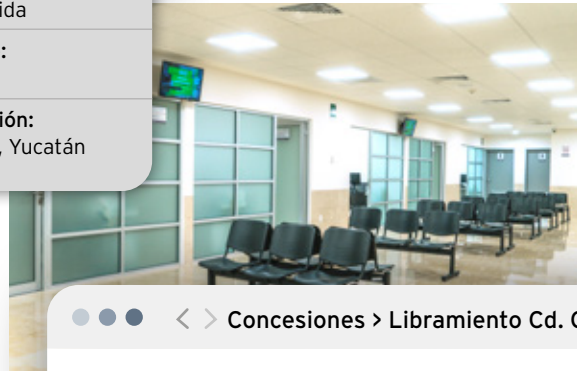 ida
:
ión:
, Yucatán
Concesiones > Libramiento Cd.